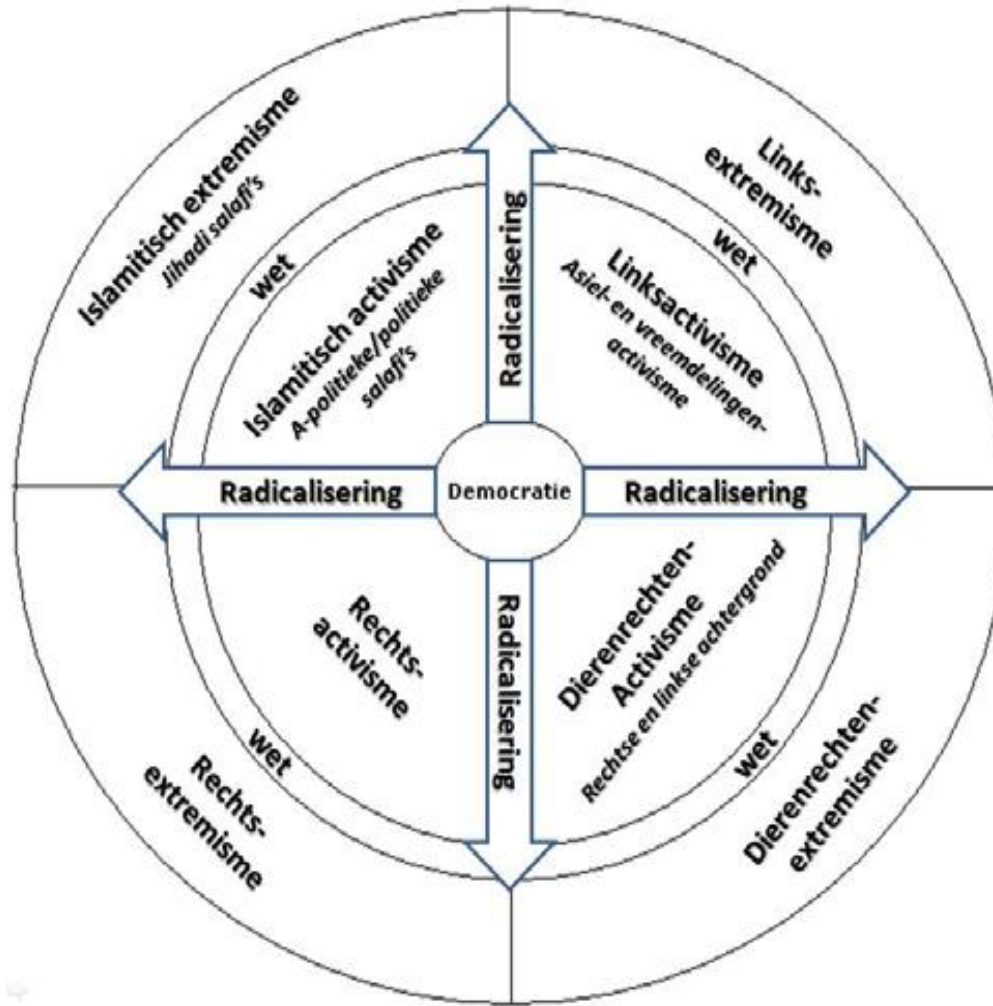 Islamitisch extremisme
Jihadi salafi's
wet
Islamitisch activisme
A-politieke/politieke
salafi's
Radicalisering
Links-
extremisme
wet
Linksactivisme
Asiel- en vreemdelingen-
activisme
Radicalisering
Democratie
Radicalisering
Rechts-
activisme
wet
Rechts-
extremisme
Radicalisering
Dierenrechten-
Activisme
Rechtse en linkse achtergrond
wet
Dierenrechten-
extremisme